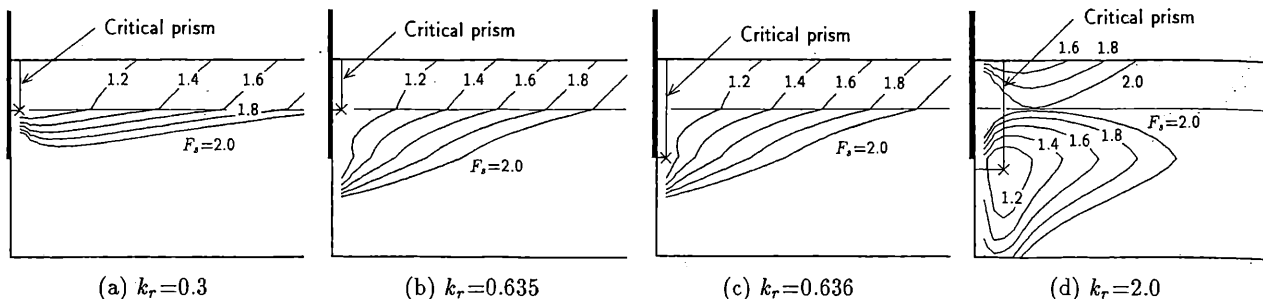 Critical prism
1.2
1.4
1.6
1.8
F_s=2.0
(a) k_r=0.3
Critical prism
1.2
1.4
1.6
1.8
F_s=2.0
(b) k_r=0.635
Critical prism
1.2
1.4
1.6
1.8
F_s=2.0
(c) k_r=0.636
Critical prism
1.6
1.8
2.0
F_s=2.0
1.8
1.6
1.4
1.2
(d) k_r=2.0